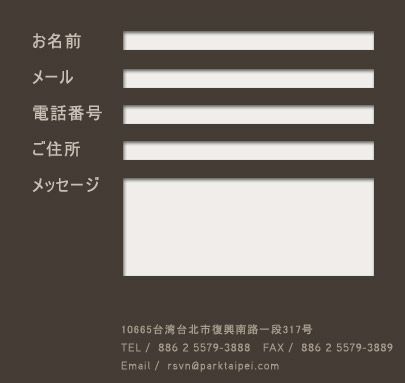 お名前
メール
電話番号
ご住所
メッセージ
10665台湾台北市復興南路一段317号
TEL / 886 2 5579-3888 FAX / 886 2 5579-3889
Email / rsvn@parktaipei.com